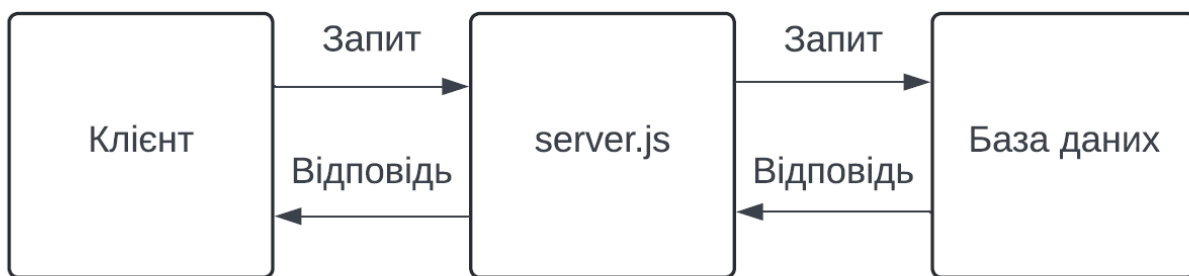 Запит
Запит
Клієнт
server.js
База даних
Відповідь
Відповідь